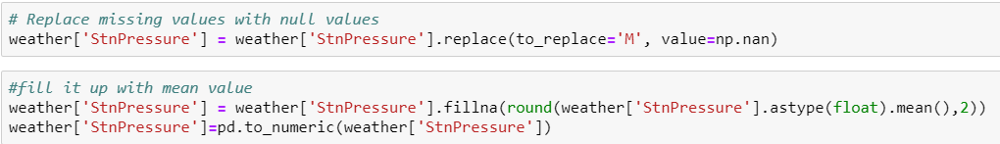 # Replace missing values with null values
weather['StnPressure'] = weather['StnPressure'].replace(to_replace='M', value=np.nan)
#fill it up with mean value
weather['StnPressure'] = weather['StnPressure'].fillna(round(weather['StnPressure'].astype(float).mean(),2))
weather['StnPressure']=pd.to_numeric(weather['StnPressure'])